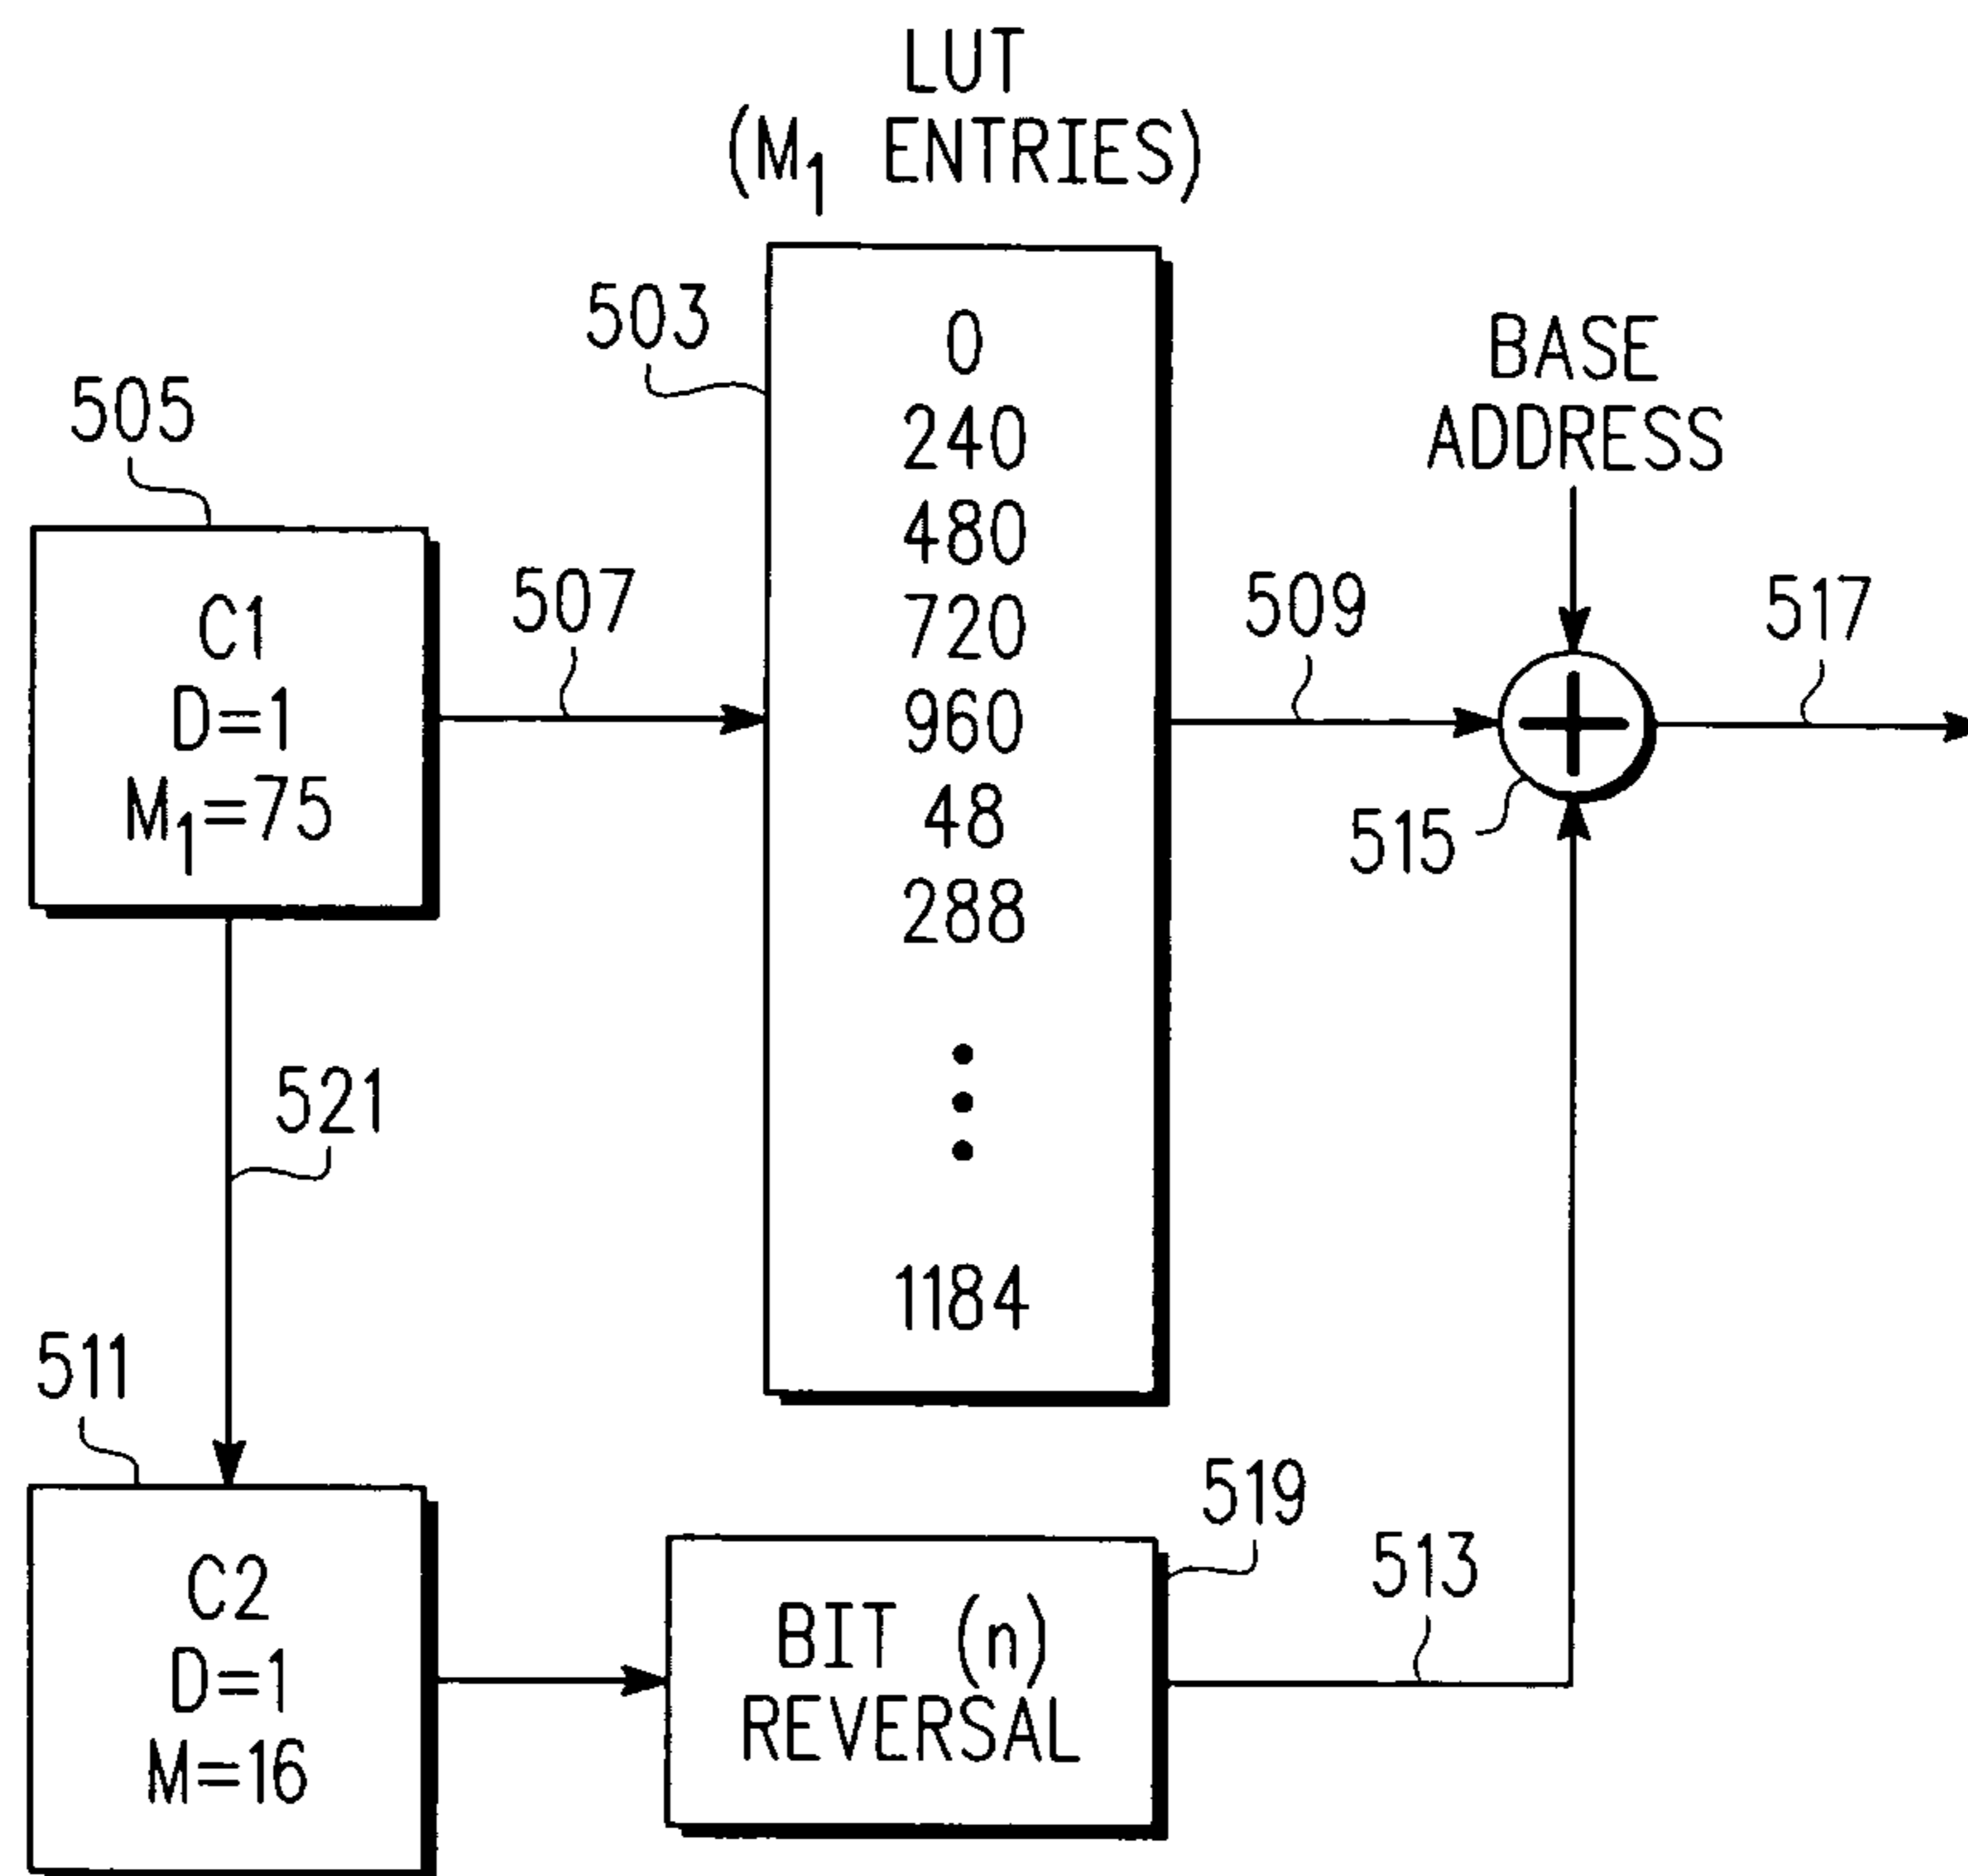 LUT
(M1 ENTRIES)
503
0
240
480
720
960
48
288
1184
BASE
ADDRESS
505
C1
D=1
M1=75
507
509
517
515
521
511
C2
D=1
M=16
519
BIT (n)
REVERSAL
513